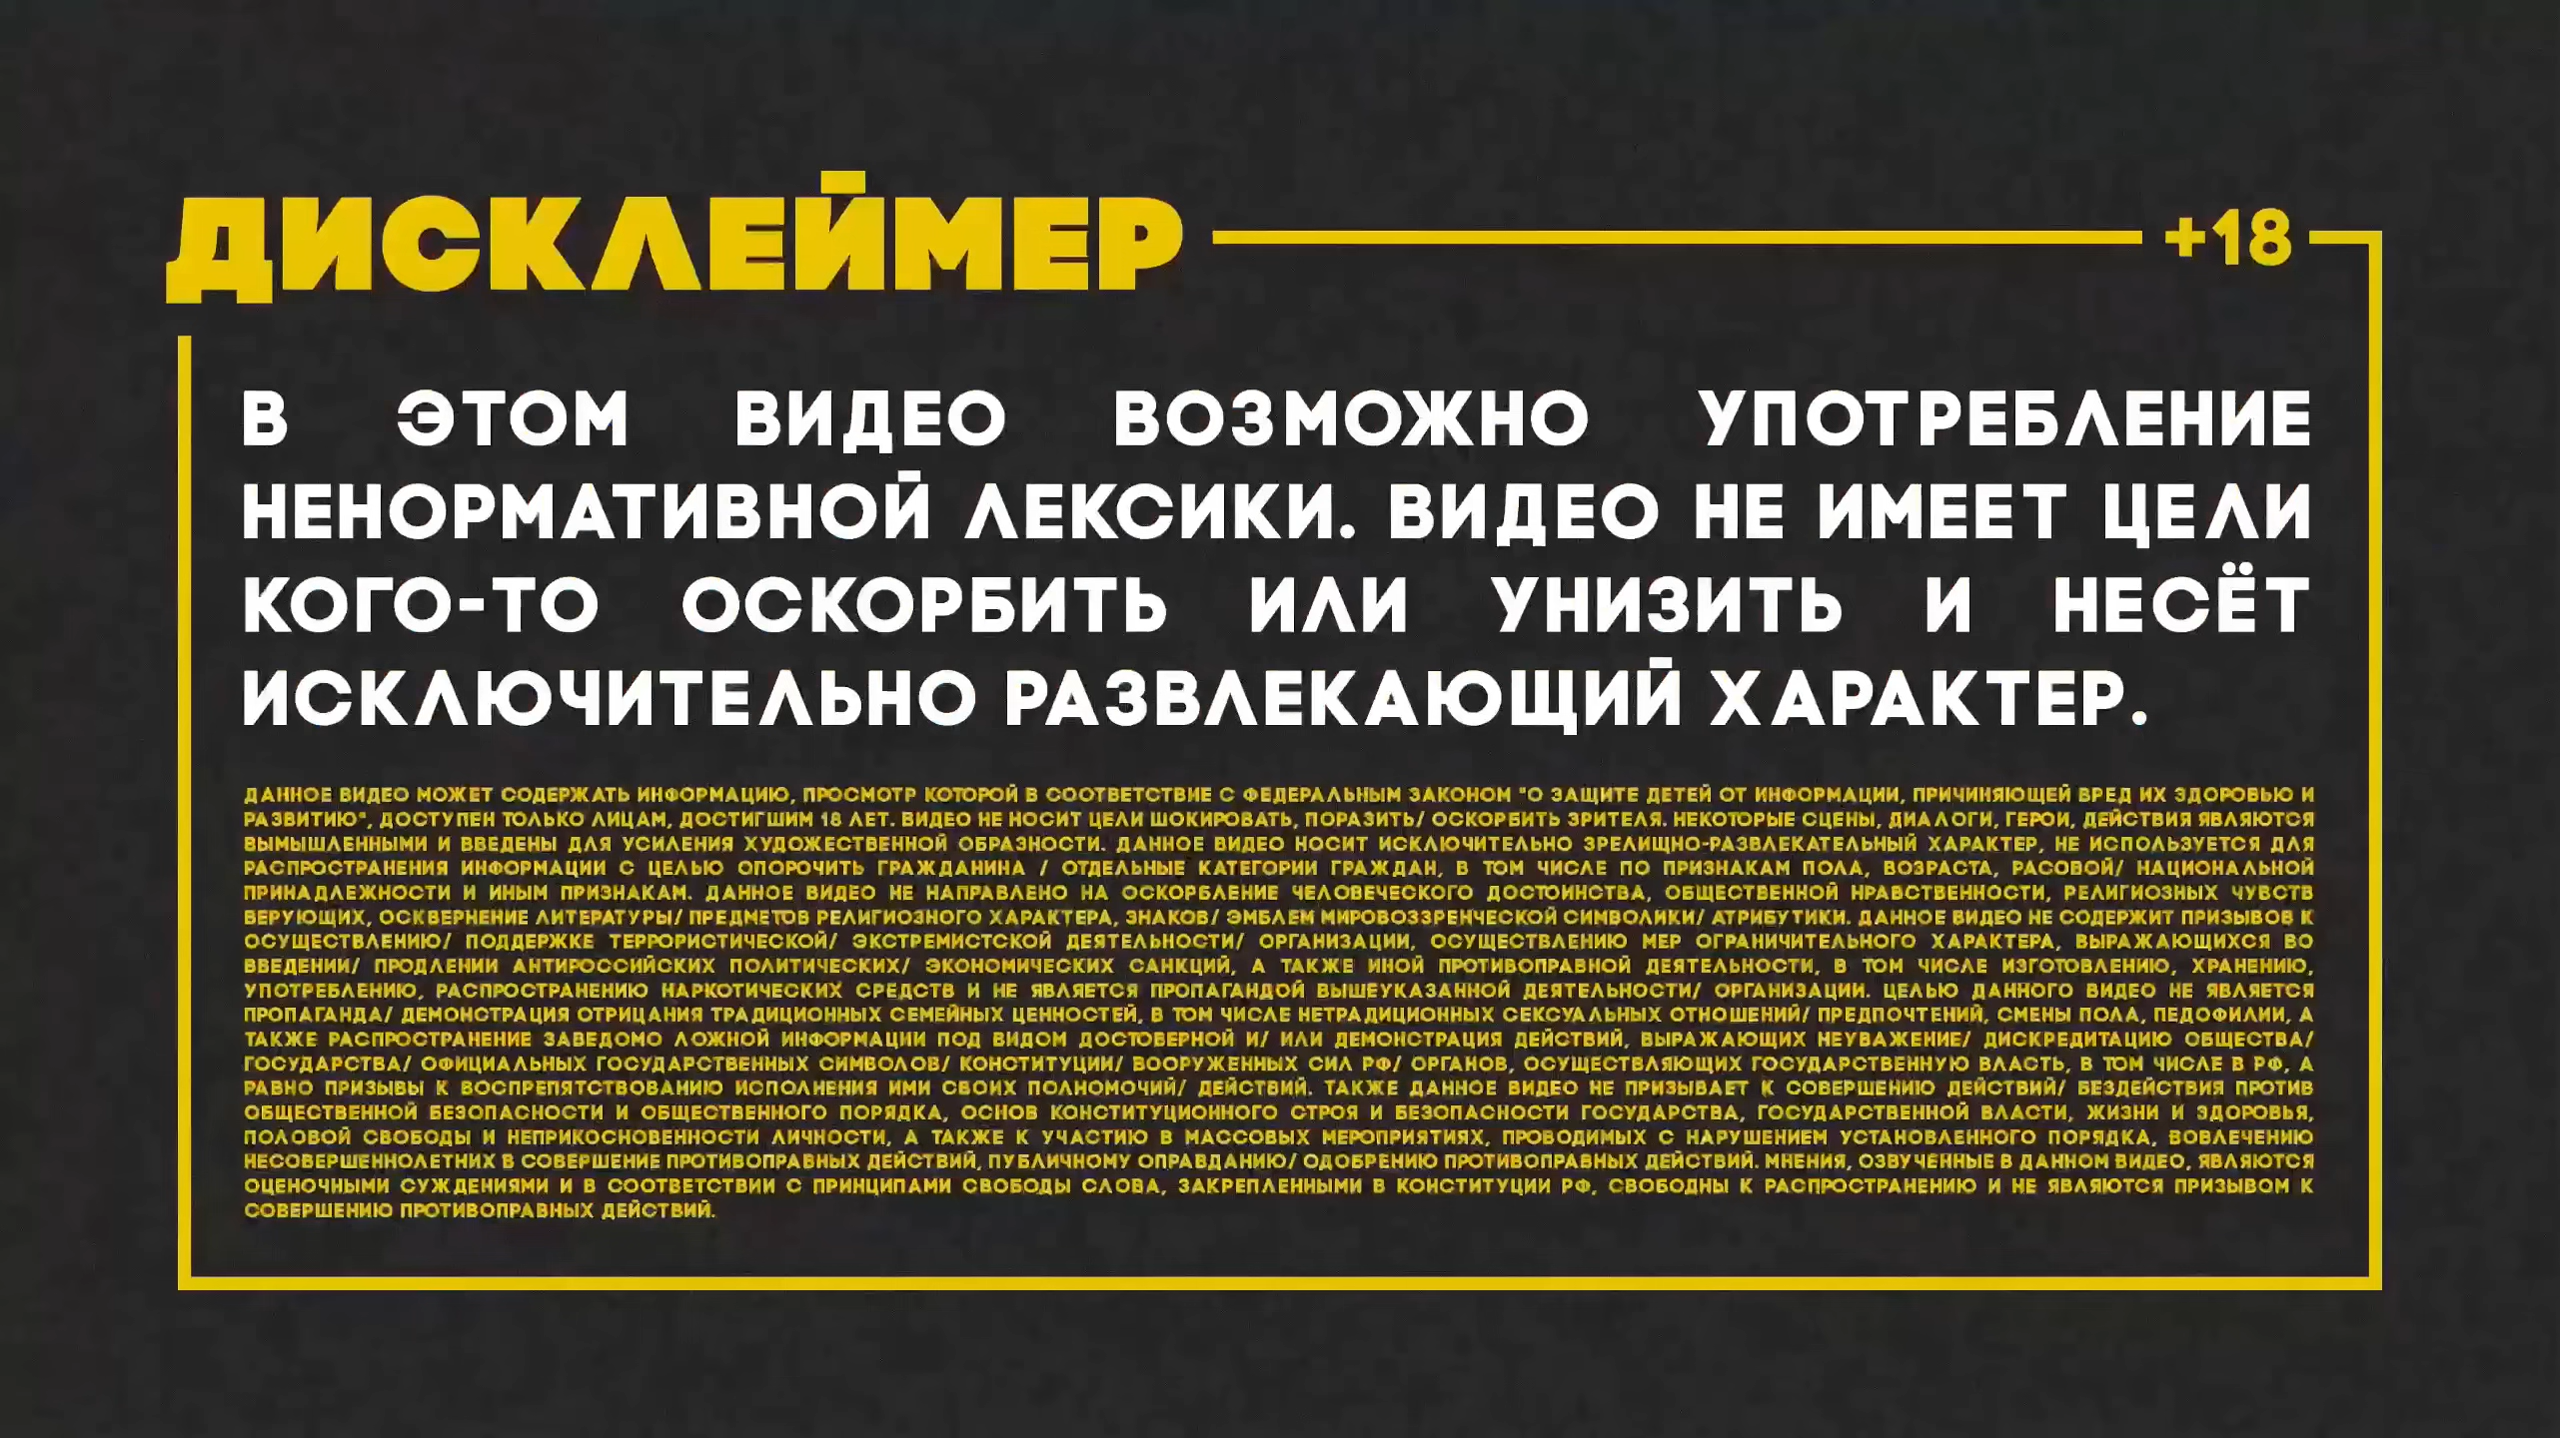 ДИСКЛЕЙМЕР
+18
В ЭТОМ ВИДЕО ВОЗМОЖНО УПОТРЕБЛЕНИЕ
НЕНОРМАТИВНОЙ ЛЕКСИКИ. ВИДЕО НЕ ИМЕЕТ ЦЕЛИ
КОГО-ТО ОСКОРБИТЬ ИЛИ УНИЗИТЬ И НЕСЁТ
ИСКЛЮЧИТЕЛЬНО РАЗВЛЕКАЮЩИЙ ХАРАКТЕР.
ДАННОЕ ВИДЕО МОЖЕТ СОДЕРЖАТЬ ИНФОРМАЦИЮ, ПРОСМОТР КОТОРОЙ В СООТВЕТСТВИЕ С ФЕДЕРАЛЬНЫМ ЗАКОНОМ "О ЗАЩИТЕ ДЕТЕЙ ОТ ИНФОРМАЦИИ, ПРИЧИНЯЮЩЕЙ ВРЕД ИХ ЗДОРОВЬЮ И
РАЗВИТИЮ", ДОСТУПЕН ТОЛЬКО ЛИЦАМ, ДОСТИГШИМ 18 ЛЕТ. ВИДЕО НЕ НОСИТ ЦЕЛИ ШОКИРОВАТЬ, ПОРАЗИТЬ/ ОСКОРБИТЬ ЗРИТЕЛЯ. НЕКОТОРЫЕ СЦЕНЫ, ДИАЛОГИ, ГЕРОИ, ДЕЙСТВИЯ ЯВЛЯЮТСЯ
ВЫМЫШЛЕННЫМИ И ВВЕДЕНЫ ДЛЯ УСИЛЕНИЯ ХУДОЖЕСТВЕННОЙ ОБРАЗНОСТИ. ДАННОЕ ВИДЕО НОСИТ ИСКЛЮЧИТЕЛЬНО ЗРЕЛИЩНО-РАЗВЛЕКАТЕЛЬНЫЙ ХАРАКТЕР, НЕ ИСПОЛЬЗУЕТСЯ ДЛЯ
РАСПРОСТРАНЕНИЯ ИНФОРМАЦИИ С ЦЕЛЬЮ ОПОРОЧИТЬ ГРАЖДАНИНА / ОТДЕЛЬНЫЕ КАТЕГОРИИ ГРАЖДАН, В ТОМ ЧИСЛЕ ПО ПРИЗНАКАМ ПОЛА, ВОЗРАСТА, РАСОВОЙ/ НАЦИОНАЛЬНОЙ
ПРИНАДЛЕЖНОСТИ И ИНЫМ ПРИЗНАКАМ. ДАННОЕ ВИДЕО НЕ НАПРАВЛЕНО НА ОСКОРБЛЕНИЕ ЧЕЛОВЕЧЕСКОГО ДОСТОИНСТВА, ОБЩЕСТВЕННОЙ НРАВСТВЕННОСТИ, РЕЛИГИОЗНЫХ ЧУВСТВ
ВЕРУЮЩИХ, ОСКВЕРНЕНИЕ ЛИТЕРАТУРЫ/ ПРЕДМЕТОВ РЕЛИГИОЗНОГО ХАРАКТЕРА, ЗНАКОВ/ ЭМБЛЕМ МИРОВОЗЗРЕНЧЕСКОЙ СИМВОЛИКИ/ АТРИБУТИКИ. ДАННОЕ ВИДЕО НЕ СОДЕРЖИТ ПРИЗЫВОВ К
ОСУЩЕСТВЛЕНИЮ/ ПОДДЕРЖКЕ ТЕРРОРИСТИЧЕСКОЙ/ ЭКСТРЕМИСТСКОЙ ДЕЯТЕЛЬНОСТИ/ ОРГАНИЗАЦИИ, ОСУЩЕСТВЛЕНИЮ МЕР ОГРАНИЧИТЕЛЬНОГО ХАРАКТЕРА, ВЫРАЖАЮЩИХСЯ ВО
ВВЕДЕНИИ/ ПРОДЛЕНИИ АНТИРОССИЙСКИХ ПОЛИТИЧЕСКИХ/ ЭКОНОМИЧЕСКИХ САНКЦИЙ, А ТАКЖЕ ИНОЙ ПРОТИВОПРАВНОЙ ДЕЯТЕЛЬНОСТИ, В ТОМ ЧИСЛЕ ИЗГОТОВЛЕНИЮ, ХРАНЕНИЮ,
УПОТРЕБЛЕНИЮ, РАСПРОСТРАНЕНИЮ НАРКОТИЧЕСКИХ СРЕДСТВ И НЕ ЯВЛЯЕТСЯ ПРОПАГАНДОЙ ВЫШЕУКАЗАННОЙ ДЕЯТЕЛЬНОСТИ/ ОРГАНИЗАЦИИ. ЦЕЛЬЮ ДАННОГО ВИДЕО НЕ ЯВЛЯЕТСЯ
ПРОПАГАНДА/ ДЕМОНСТРАЦИЯ ОТРИЦАНИЯ ТРАДИЦИОННЫХ СЕМЕЙНЫХ ЦЕННОСТЕЙ, В ТОМ ЧИСЛЕ НЕТРАДИЦИОННЫХ СЕКСУАЛЬНЫХ ОТНОШЕНИЙ/ ПРЕДПОЧТЕНИЙ, СМЕНЫ ПОЛА, ПЕДОФИЛИИ, А
ТАКЖЕ РАСПРОСТРАНЕНИЕ ЗАВЕДОМО ЛОЖНОЙ ИНФОРМАЦИИ ПОД ВИДОМ ДОСТОВЕРНОЙ И/ ИЛИ ДЕМОНСТРАЦИЯ ДЕЙСТВИЙ, ВЫРАЖАЮЩИХ НЕУВАЖЕНИЕ/ ДИСКРЕДИТАЦИЮ ОБЩЕСТВА/
ГОСУДАРСТВА/ ОФИЦИАЛЬНЫХ ГОСУДАРСТВЕННЫХ СИМВОЛОВ/ КОНСТИТУЦИИ/ ВООРУЖЕННЫХ СИЛ РФ/ ОРГАНОВ, ОСУЩЕСТВЛЯЮЩИХ ГОСУДАРСТВЕННУЮ ВЛАСТЬ, В ТОМ ЧИСЛЕ В РФ, А
РАВНО ПРИЗЫВЫ К ВОСПРЕПЯТСТВОВАНИЮ ИСПОЛНЕНИЯ ИМИ СВОИХ ПОЛНОМОЧИЙ/ ДЕЙСТВИЙ. ТАКЖЕ ДАННОЕ ВИДЕО НЕ ПРИЗЫВАЕТ К СОВЕРШЕНИЮ ДЕЙСТВИЙ/ БЕЗДЕЙСТВИЯ ПРОТИВ
ОБЩЕСТВЕННОЙ БЕЗОПАСНОСТИ И ОБЩЕСТВЕННОГО ПОРЯДКА, ОСНОВ КОНСТИТУЦИОННОГО СТРОЯ И БЕЗОПАСНОСТИ ГОСУДАРСТВА, ГОСУДАРСТВЕННОЙ ВЛАСТИ, ЖИЗНИ И ЗДОРОВЬЯ,
ПОЛОВОЙ СВОБОДЫ И НЕПРИКОСНОВЕННОСТИ ЛИЧНОСТИ, А ТАКЖЕ К УЧАСТИЮ В МАССОВЫХ МЕРОПРИЯТИЯХ, ПРОВОДИМЫХ С НАРУШЕНИЕМ УСТАНОВЛЕННОГО ПОРЯДКА, ВОВЛЕЧЕНИЮ
НЕСОВЕРШЕННОЛЕТНИХ В СОВЕРШЕНИЕ ПРОТИВОПРАВНЫХ ДЕЙСТВИЙ, ПУБЛИЧНОМУ ОПРАВДАНИЮ/ ОДОБРЕНИЮ ПРОТИВОПРАВНЫХ ДЕЙСТВИЙ. МНЕНИЯ, ОЗВУЧЕННЫЕ В ДАННОМ ВИДЕО, ЯВЛЯЮТСЯ
ОЦЕНОЧНЫМИ СУЖДЕНИЯМИ И В СООТВЕТСТВИИ С ПРИНЦИПАМИ СВОБОДЫ СЛОВА, ЗАКРЕПЛЕННЫМИ В КОНСТИТУЦИИ РФ, СВОБОДНЫ К РАСПРОСТРАНЕНИЮ И НЕ ЯВЛЯЮТСЯ ПРИЗЫВОМ К
СОВЕРШЕНИЮ ПРОТИВОПРАВНЫХ ДЕЙСТВИЙ.